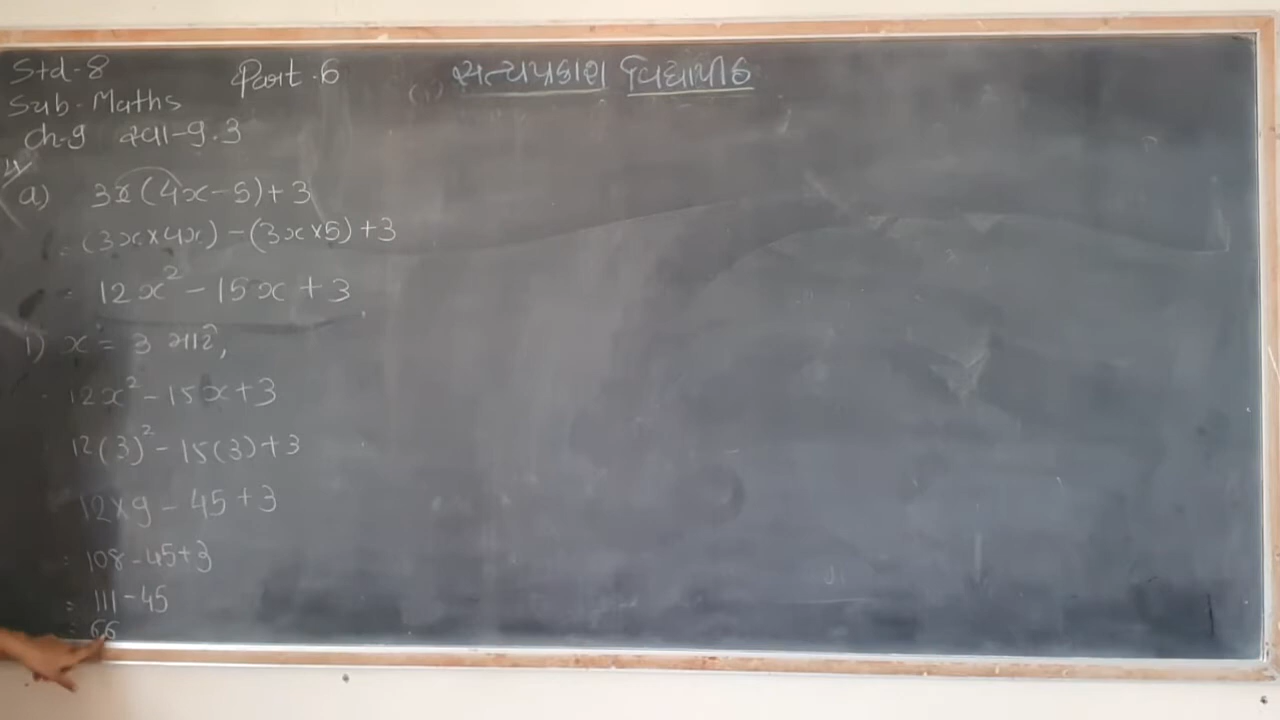 Std-8
Part-6
સત્યપ્રકાશ વિદ્યાપીઠ
Sub-Maths
Ch-9 સ્વા-9.3
4
a) 3x(4x-5)+3
= (3x×4x)-(3x×5)+3
= 12x²-15x+3
i) x=3 માટે,
12x²-15x+3
12(3)²-15(3)+3
12×9-45+3
= 108-45+3
= 111-45
= 66